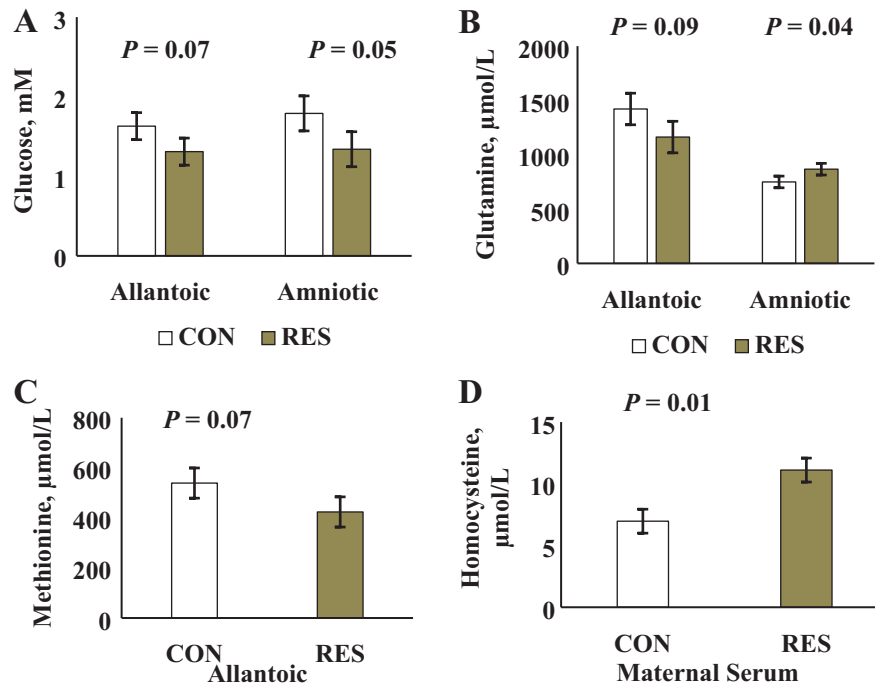 A
P = 0.07
P = 0.05
Glucose, mM
3
2
1
0
Allantoic
Amniotic
CON
RES
B
P = 0.09
P = 0.04
Glutamine, μmol/L
2000
1500
1000
500
0
Allantoic
Amniotic
CON
RES
C
P = 0.07
Methionine, μmol/L
800
600
400
200
0
CON
RES
Allantoic
D
P = 0.01
Homocysteine,
μmol/L
15
10
5
0
CON
RES
Maternal Serum